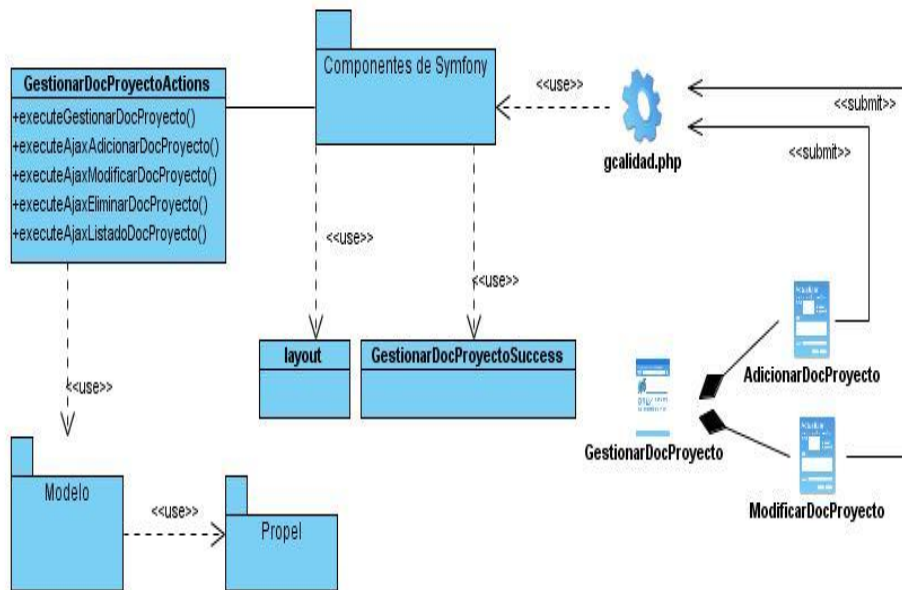 GestionarDocProyectoActions
+executeGestionarDocProyecto()
+executeAjaxAdicionarDocProyecto()
+executeAjaxModificarDocProyecto()
+executeAjaxEliminarDocProyecto()
+executeAjaxListadoDocProyecto()
Componentes de Symfony
<<use>>
gcalidad.php
<<submit>>
<<submit>>
<<use>>
<<use>>
<<use>>
layout
GestionarDocProyectoSuccess
AdicionarDocProyecto
GestionarDocProyecto
ModificarDocProyecto
Modelo
<<use>>
Propel